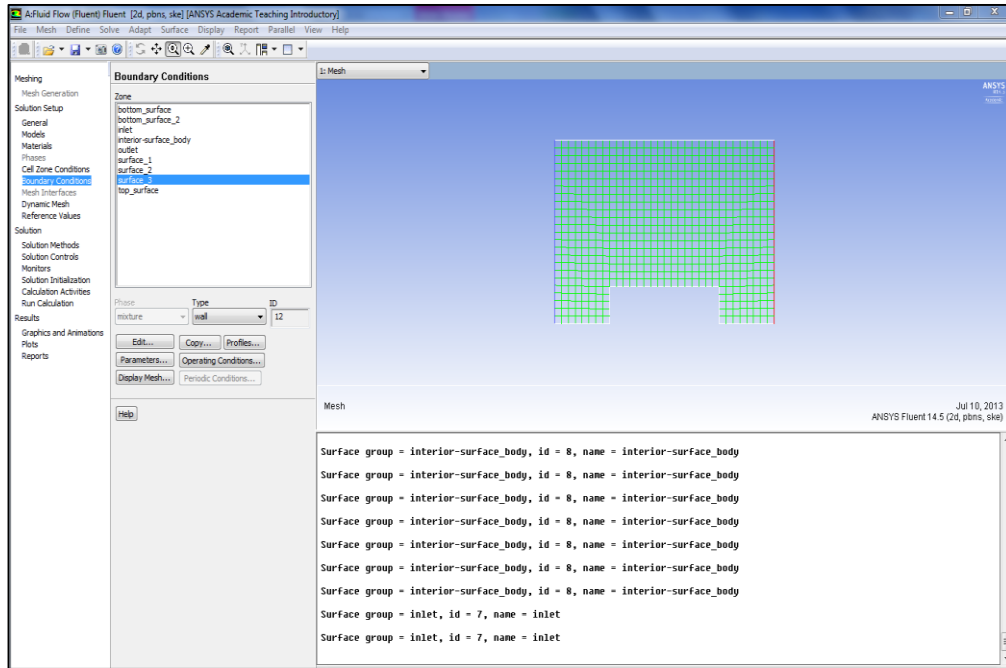 A:Fluid Flow (Fluent) Fluent [2d, pbns, ske] [ANSYS Academic Teaching Introductory]
File Mesh Define Solve Adapt Surface Display Report Parallel View Help
Meshing
Mesh Generation
Solution Setup
General
Models
Materials
Phases
Cell Zone Conditions
Boundary Conditions
Mesh Interfaces
Dynamic Mesh
Reference Values
Solution
Solution Methods
Solution Controls
Monitors
Solution Initialization
Calculation Activities
Run Calculation
Results
Graphics and Animations
Plots
Reports
Boundary Conditions
Zone
bottom_surface
bottom_surface_2
inlet
interior-surface_body
outlet
surface_1
surface_2
surface_3
top_surface
Phase Type ID
mixture wall 12
Edit... Copy... Profiles...
Parameters... Operating Conditions...
Display Mesh... Periodic Conditions...
Help
1: Mesh
ANSYS
Mesh
Jul 10, 2013
ANSYS Fluent 14.5 (2d, pbns, ske)
Surface group = interior-surface_body, id = 8, name = interior-surface_body
Surface group = interior-surface_body, id = 8, name = interior-surface_body
Surface group = interior-surface_body, id = 8, name = interior-surface_body
Surface group = interior-surface_body, id = 8, name = interior-surface_body
Surface group = interior-surface_body, id = 8, name = interior-surface_body
Surface group = interior-surface_body, id = 8, name = interior-surface_body
Surface group = interior-surface_body, id = 8, name = interior-surface_body
Surface group = inlet, id = 7, name = inlet
Surface group = inlet, id = 7, name = inlet